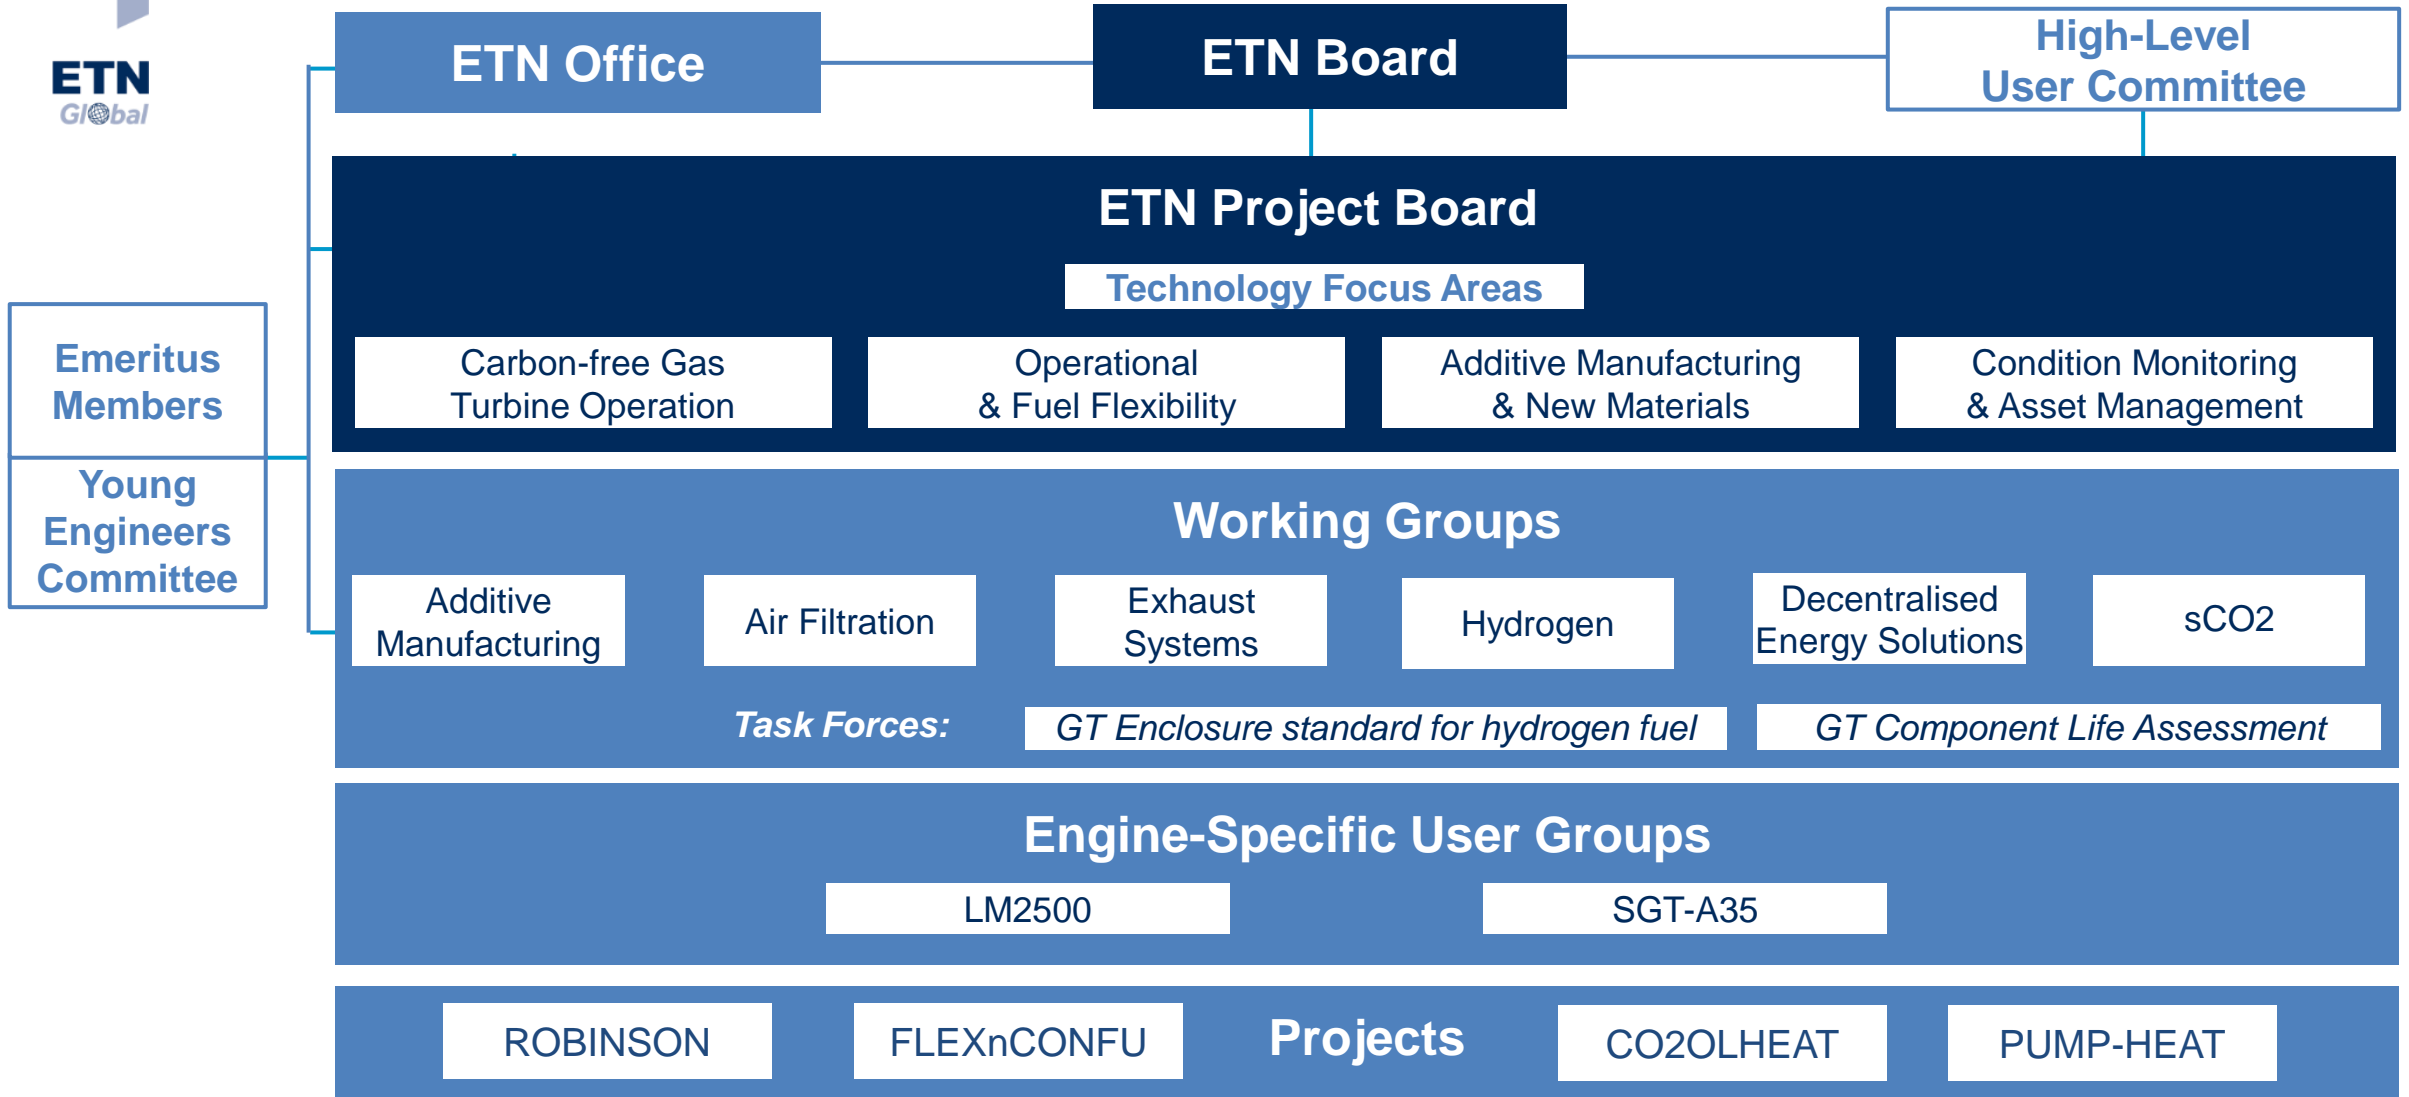 ETN
Global
ETN Office
ETN Board
High-Level
User Committee
ETN Project Board
Technology Focus Areas
Carbon-free Gas
Turbine Operation
Operational
& Fuel Flexibility
Additive Manufacturing
& New Materials
Condition Monitoring
& Asset Management
Emeritus
Members
Young
Engineers
Committee
Working Groups
Additive
Manufacturing
Air Filtration
Exhaust
Systems
Hydrogen
Decentralised
Energy Solutions
sCO2
Task Forces:
GT Enclosure standard for hydrogen fuel
GT Component Life Assessment
Engine-Specific User Groups
LM2500
SGT-A35
ROBINSON
FLEXnCONFU
Projects
CO2OLHEAT
PUMP-HEAT